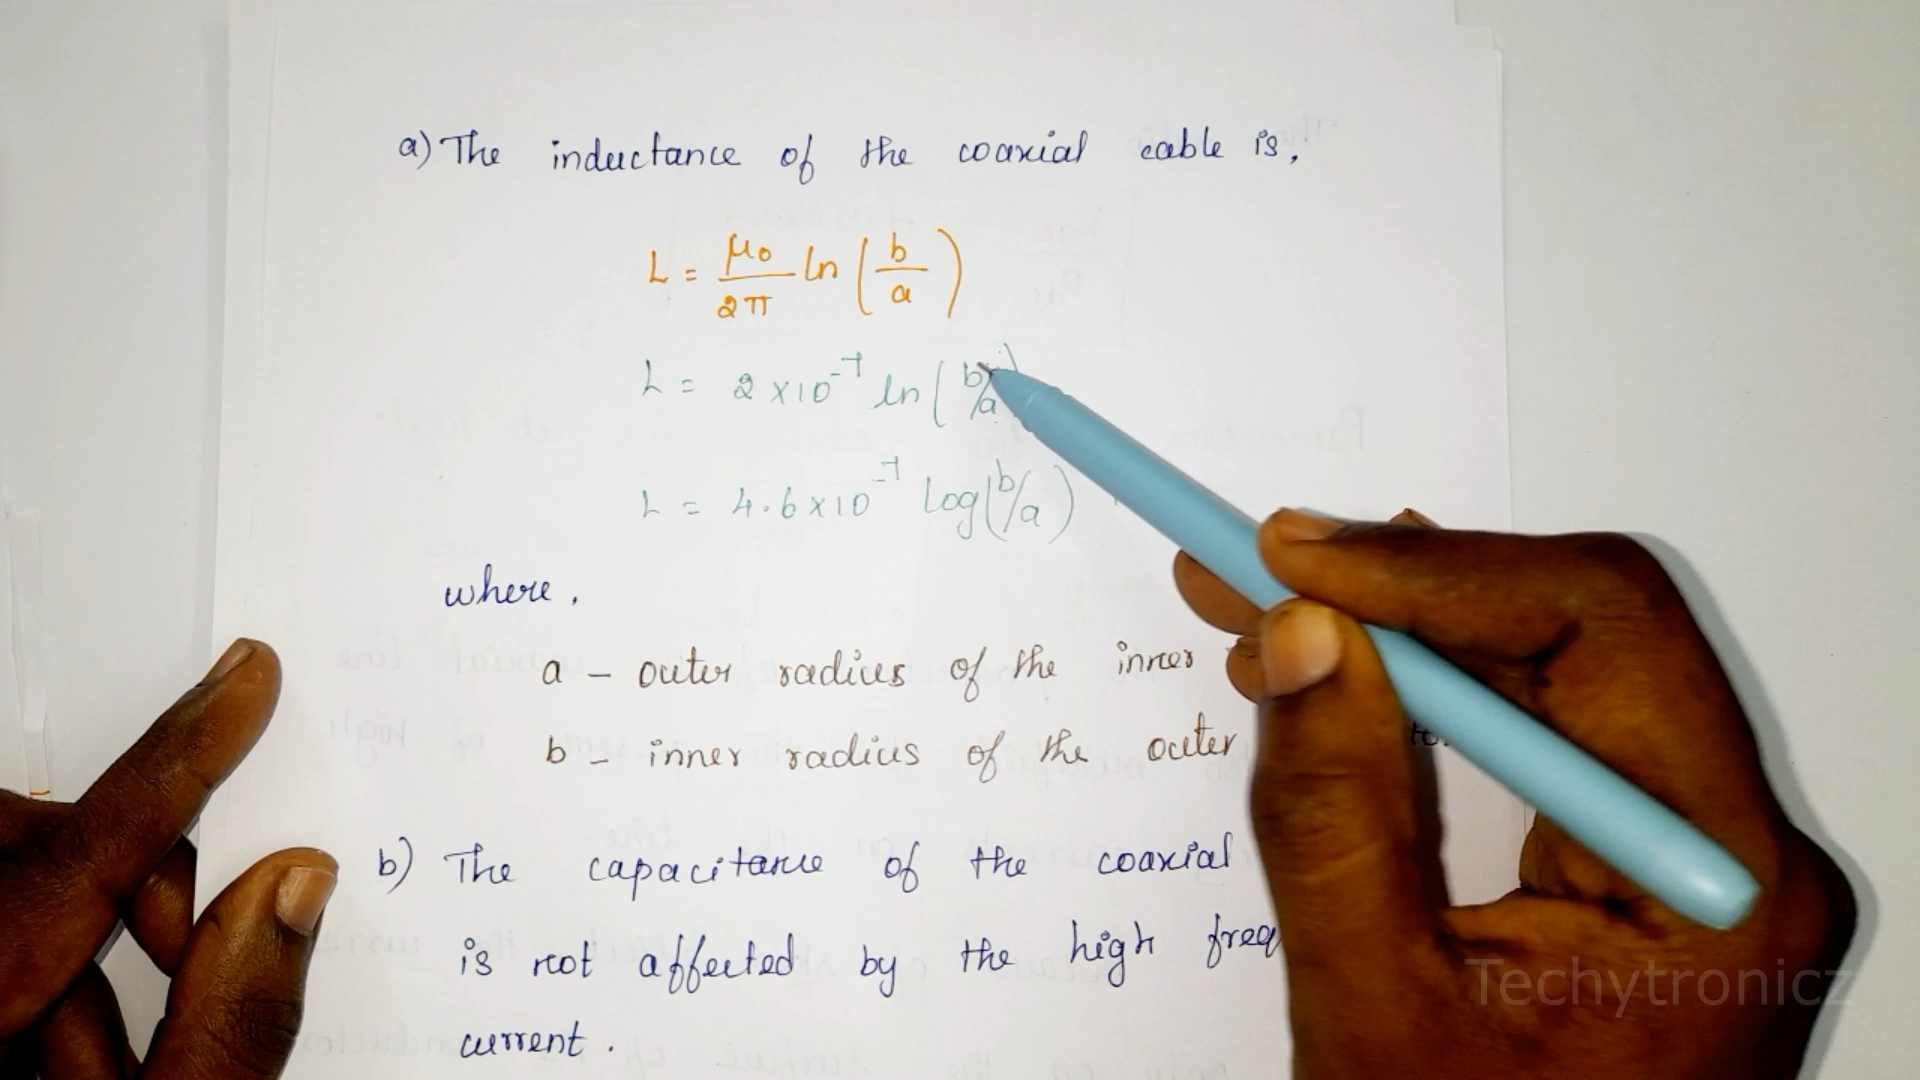 a) The inductance of the coaxial cable is,
L = μ0/2π ln (b/a)
L = 2 ×10^-7 ln (b/a)
L = 4.6 ×10^-7 log(b/a)
where,
a - outer radius of the inner
b - inner radius of the outer
b) The capacitance of the coaxial
is not affected by the high freq
current.
Techytronicz